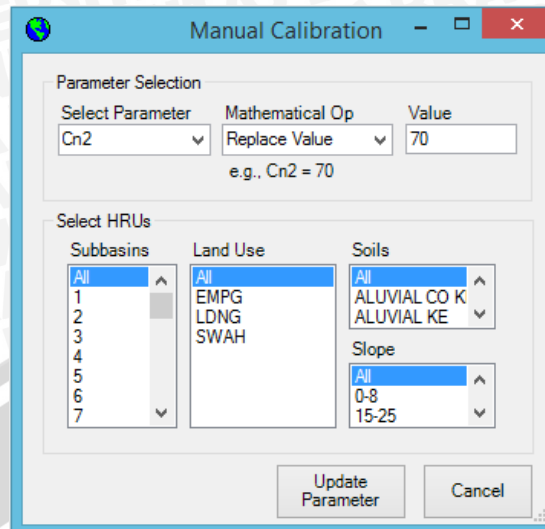 Manual Calibration
Parameter Selection
Select Parameter Mathematical Op Value
Cn2 Replace Value 70
e.g., Cn2 = 70
Select HRUs
Subbasins Land Use Soils
All All All
1 EMPG ALUVIAL CO K
2 LDNG ALUVIAL KE
3 SWAH
4 Slope
5 All
6 0-8
7 15-25
Update
Parameter
Cancel